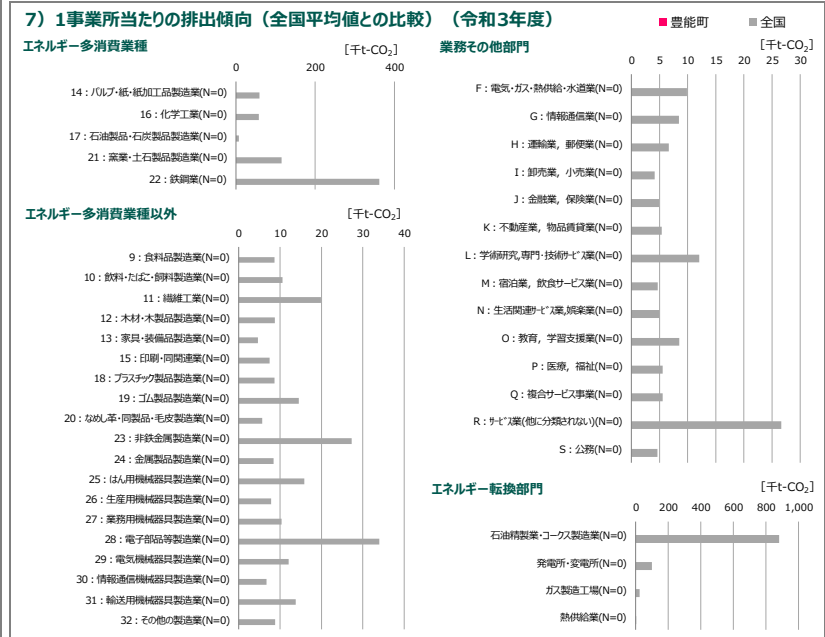 7）1事業所当たりの排出傾向（全国平均値との比較）（令和3年度）
■豊能町 ■全国
エネルギー多消費業種
[千t-CO₂]
0 200 400
14：パルプ・紙・紙加工品製造業(N=0)
16：化学工業(N=0)
17：石油製品・石炭製品製造業(N=0)
21：窯業・土石製品製造業(N=0)
22：鉄鋼業(N=0)
エネルギー多消費業種以外
[千t-CO₂]
0 10 20 30 40
9：食料品製造業(N=0)
10：飲料・たばこ・飼料製造業(N=0)
11：繊維工業(N=0)
12：木材・木製品製造業(N=0)
13：家具・装備品製造業(N=0)
15：印刷・同関連業(N=0)
18：プラスチック製品製造業(N=0)
19：ゴム製品製造業(N=0)
20：なめし革・同製品・毛皮製造業(N=0)
23：非鉄金属製造業(N=0)
24：金属製品製造業(N=0)
25：はん用機械器具製造業(N=0)
26：生産用機械器具製造業(N=0)
27：業務用機械器具製造業(N=0)
28：電子部品等製造業(N=0)
29：電気機械器具製造業(N=0)
30：情報通信機械器具製造業(N=0)
31：輸送用機械器具製造業(N=0)
32：その他の製造業(N=0)
業務その他部門
[千t-CO₂]
0 5 10 15 20 25 30
F：電気・ガス・熱供給・水道業(N=0)
G：情報通信業(N=0)
H：運輸業，郵便業(N=0)
I：卸売業，小売業(N=0)
J：金融業，保険業(N=0)
K：不動産業，物品賃貸業(N=0)
L：学術研究,専門・技術ｻｰﾋﾞｽ業(N=0)
M：宿泊業，飲食サービス業(N=0)
N：生活関連ｻｰﾋﾞｽ業,娯楽業(N=0)
O：教育，学習支援業(N=0)
P：医療，福祉(N=0)
Q：複合サービス事業(N=0)
R：ｻｰﾋﾞｽ業(他に分類されない)(N=0)
S：公務(N=0)
エネルギー転換部門
[千t-CO₂]
0 200 400 600 800 1,000
石油精製業・コークス製造業(N=0)
発電所・変電所(N=0)
ガス製造工場(N=0)
熱供給業(N=0)